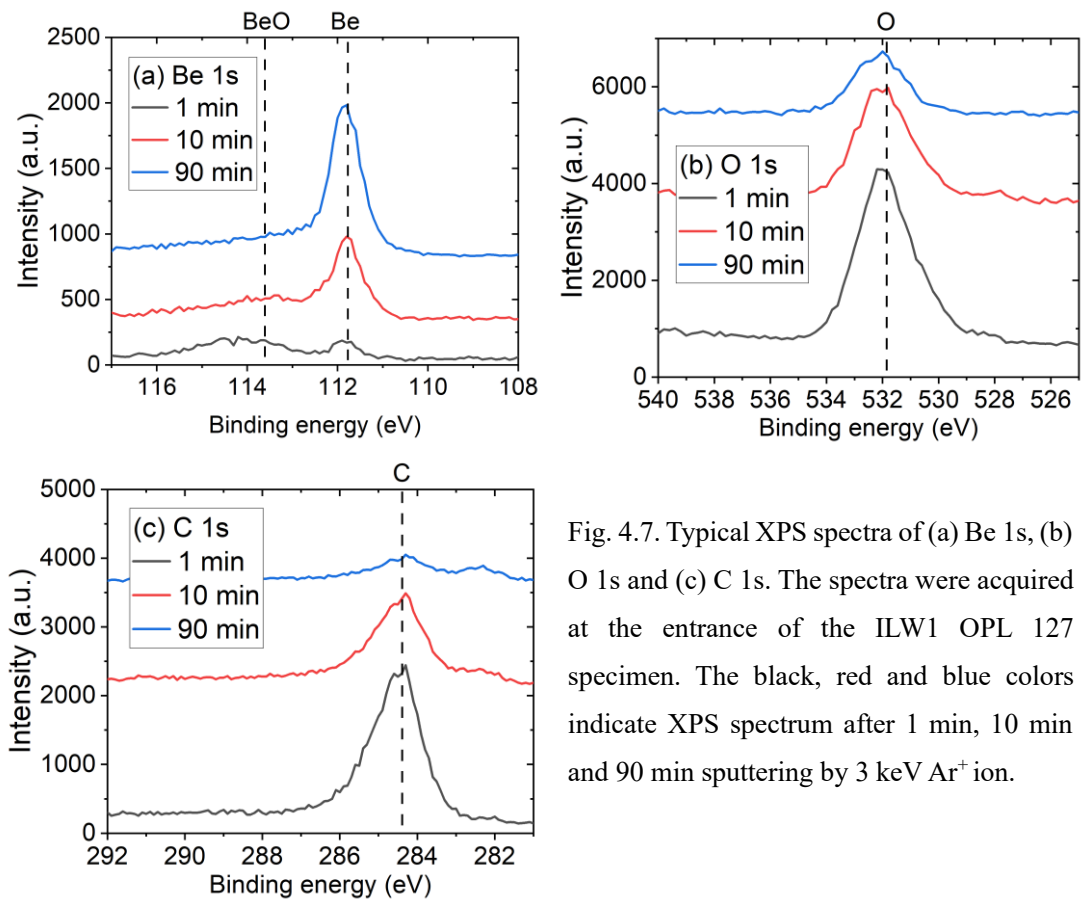 BeO Be
2500
2000
1500
1000
500
0
Intensity (a.u.)
(a) Be 1s
1 min
10 min
90 min
116 114 112 110 108
Binding energy (eV)
O
6000
4000
2000
0
Intensity (a.u.)
(b) O 1s
1 min
10 min
90 min
540 538 536 534 532 530 528 526
Binding energy (eV)
C
5000
4000
3000
2000
1000
0
Intensity (a.u.)
(c) C 1s
1 min
10 min
90 min
292 290 288 286 284 282
Binding energy (eV)
Fig. 4.7. Typical XPS spectra of (a) Be 1s, (b)
O 1s and (c) C 1s. The spectra were acquired
at the entrance of the ILW1 OPL 127
specimen. The black, red and blue colors
indicate XPS spectrum after 1 min, 10 min
and 90 min sputtering by 3 keV Ar⁺ ion.